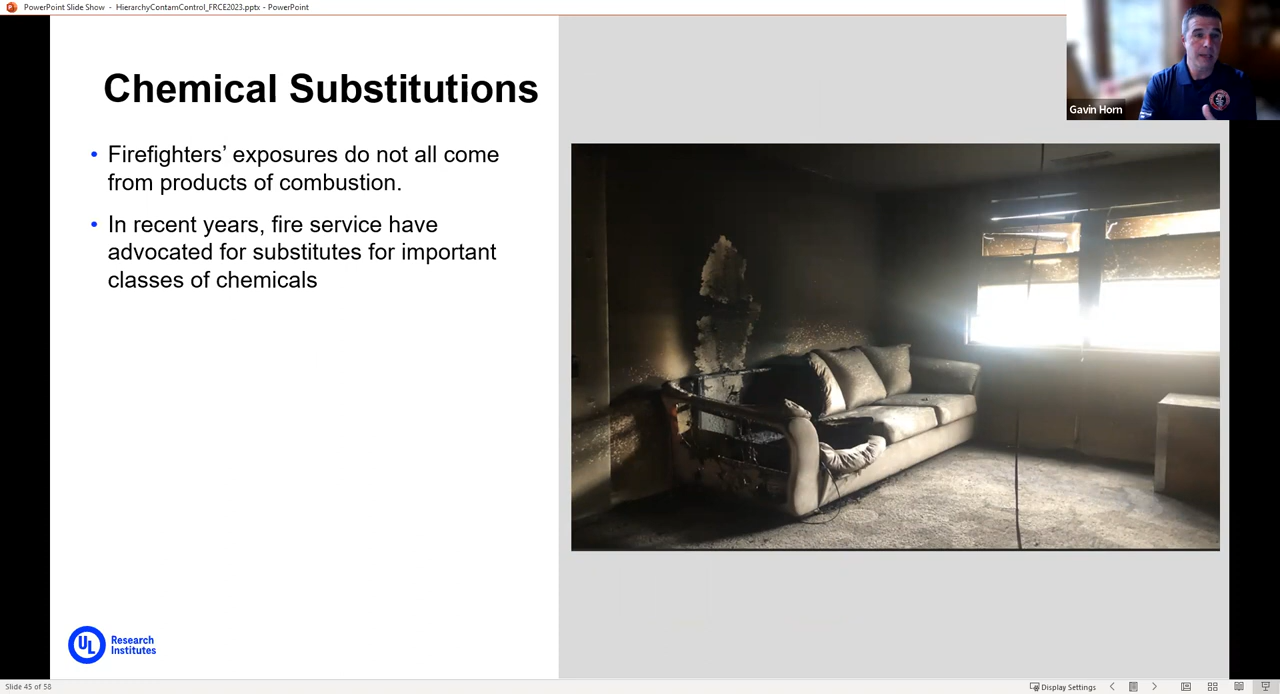 PowerPoint Slide Show - HierarchyContamControl_FRCE2023.pptx - PowerPoint
Chemical Substitutions
• Firefighters’ exposures do not all come
from products of combustion.
• In recent years, fire service have
advocated for substitutes for important
classes of chemicals
Gavin Horn
UL
Research
Institutes
Slide 45 of 58
Display Settings